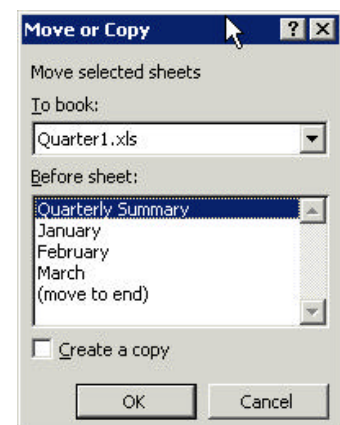 Move or Copy
Move selected sheets
To book:
Quarter1.xls
Before sheet:
Quarterly Summary
January
February
March
(move to end)
Create a copy
OK Cancel